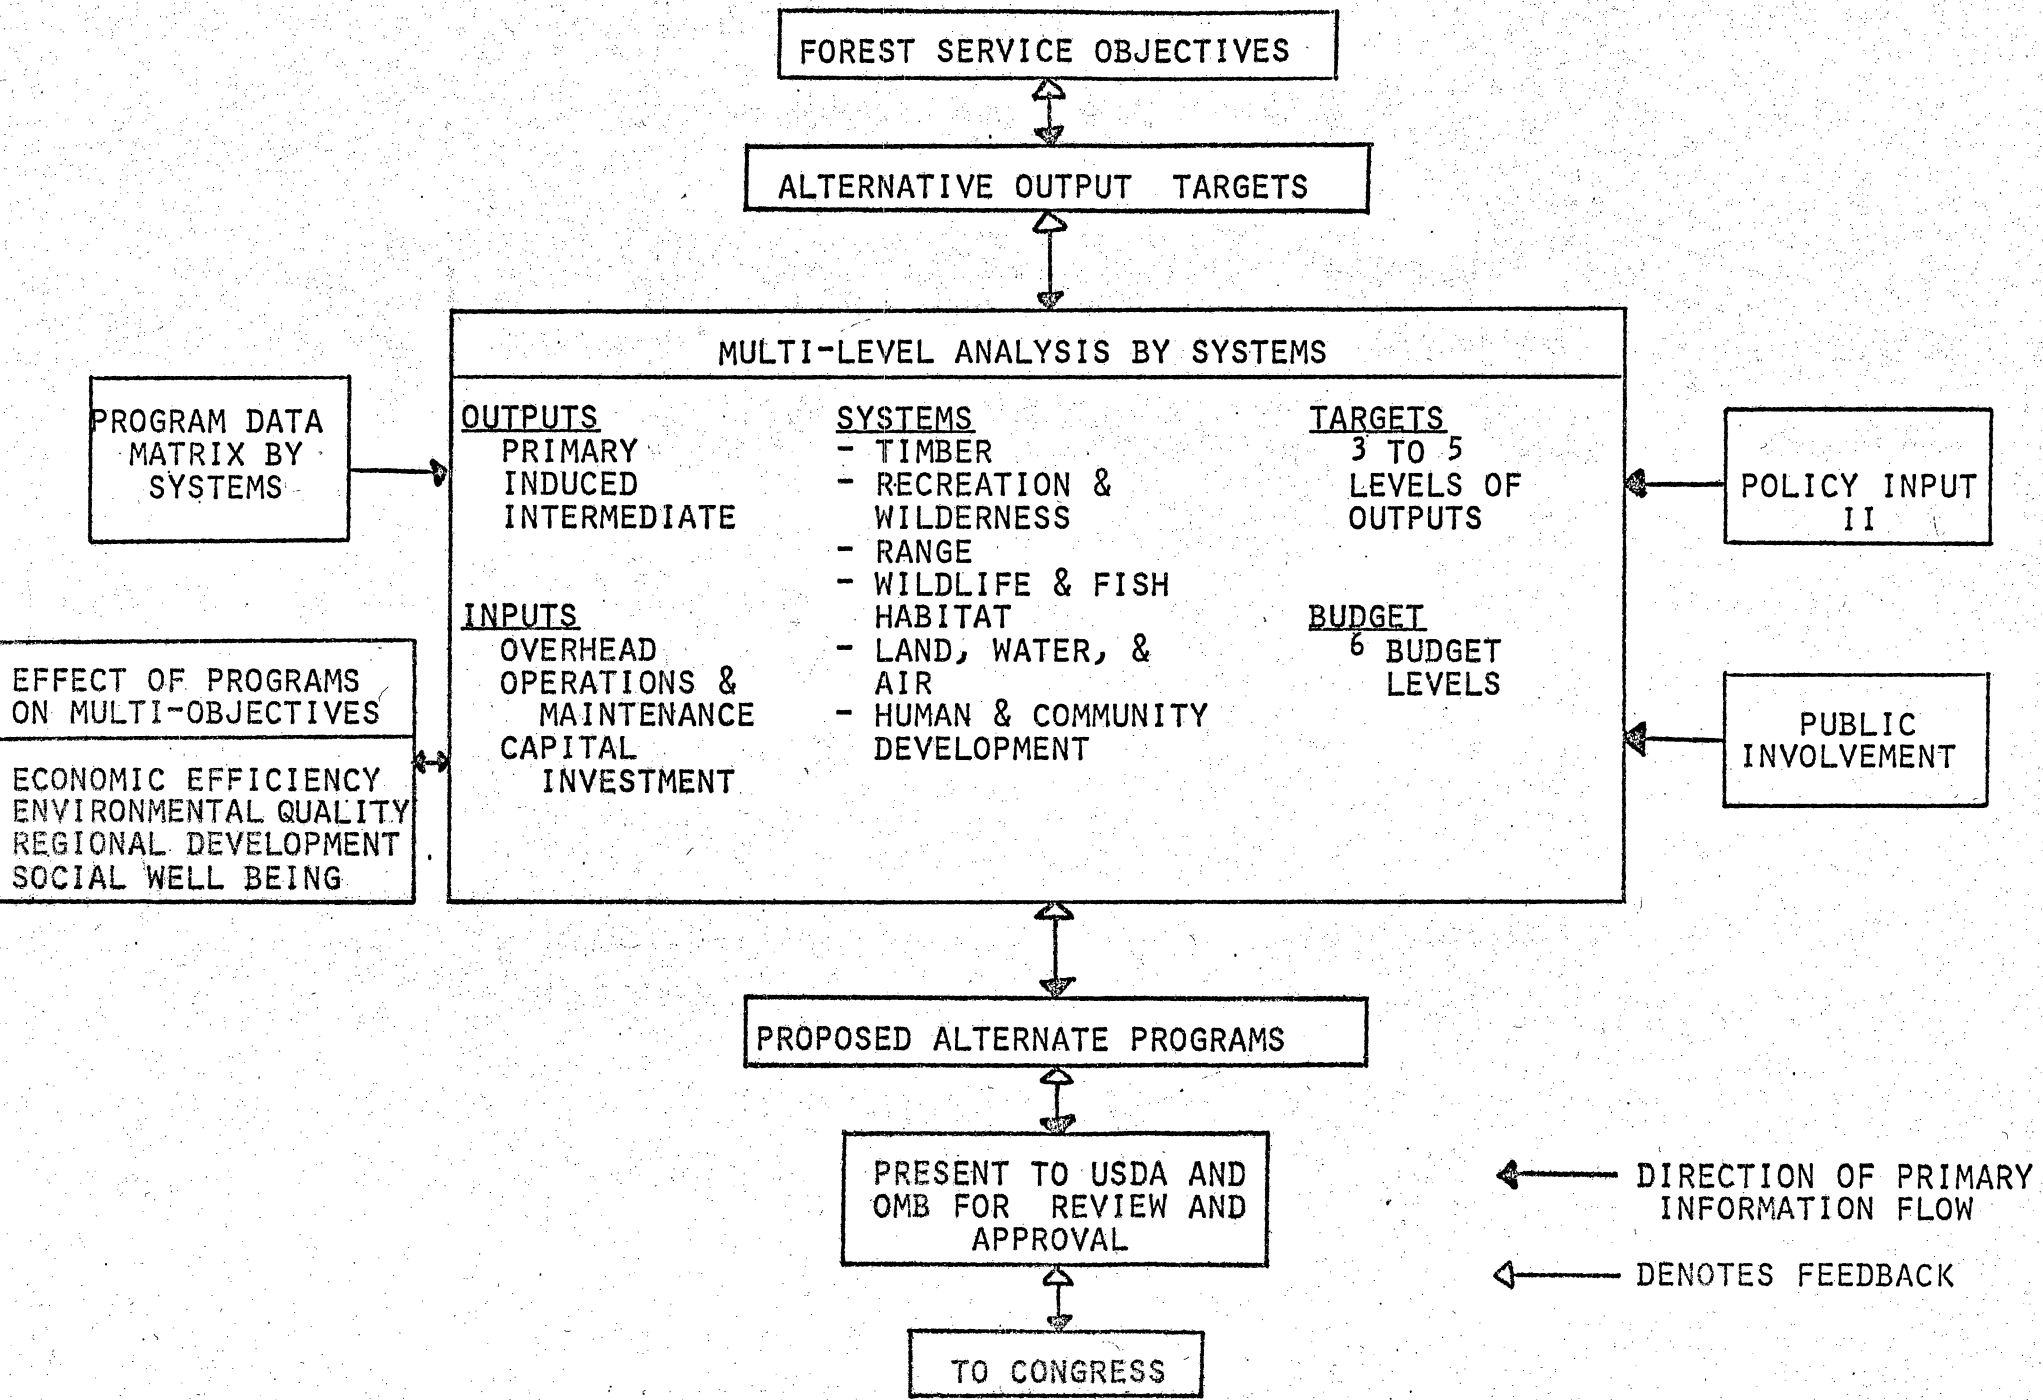 FOREST SERVICE OBJECTIVES
ALTERNATIVE OUTPUT TARGETS
MULTI-LEVEL ANALYSIS BY SYSTEMS
PROGRAM DATA
MATRIX BY
SYSTEMS
EFFECT OF PROGRAMS
ON MULTI-OBJECTIVES
ECONOMIC EFFICIENCY
ENVIRONMENTAL QUALITY
REGIONAL DEVELOPMENT
SOCIAL WELL BEING
OUTPUTS
PRIMARY
INDUCED
INTERMEDIATE
INPUTS
OVERHEAD
OPERATIONS &
MAINTENANCE
CAPITAL
INVESTMENT
SYSTEMS
- TIMBER
- RECREATION &
WILDERNESS
- RANGE
- WILDLIFE & FISH
HABITAT
- LAND, WATER, &
AIR
- HUMAN & COMMUNITY
DEVELOPMENT
TARGETS
3 TO 5
LEVELS OF
OUTPUTS
BUDGET
6 BUDGET
LEVELS
POLICY INPUT
II
PUBLIC
INVOLVEMENT
PROPOSED ALTERNATE PROGRAMS
PRESENT TO USDA AND
OMB FOR REVIEW AND
APPROVAL
TO CONGRESS
DIRECTION OF PRIMARY
INFORMATION FLOW
DENOTES FEEDBACK